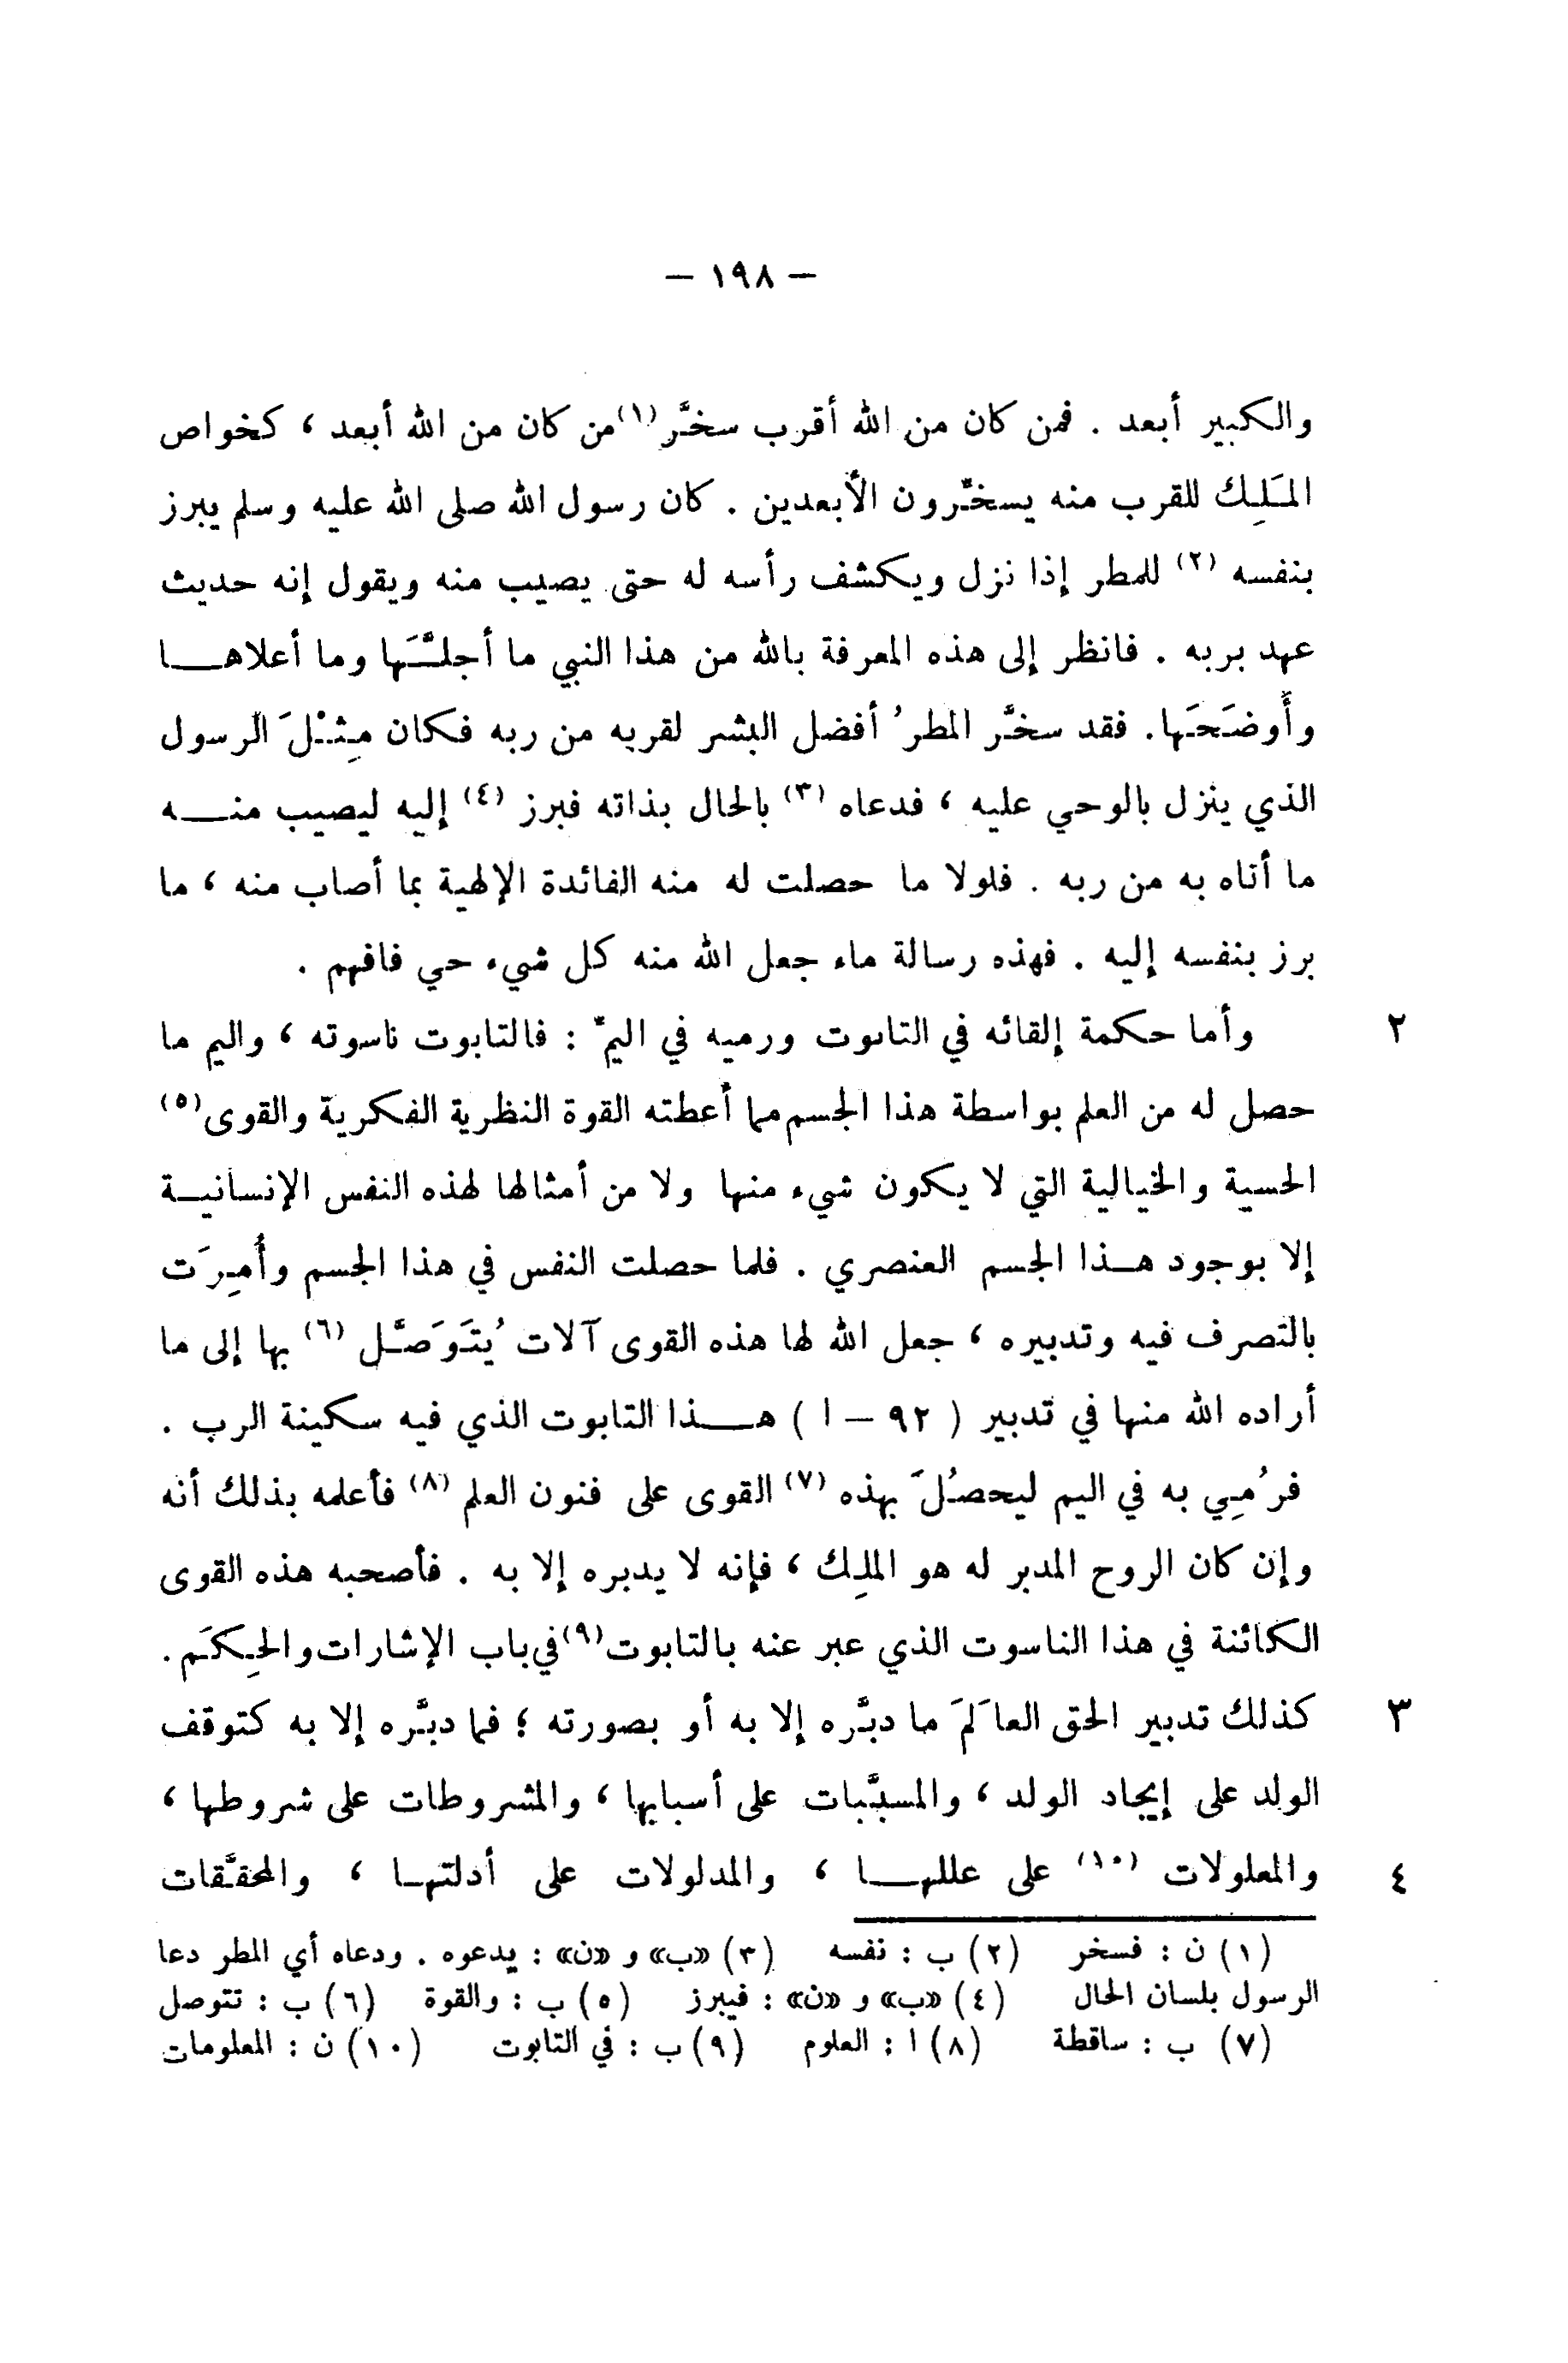 — ١٩٨ —
والكبير أبعد . فمن كان من الله أقرب سخَّر (١) من كان من الله أبعد ، كخواص
المَلِك للقرب منه يسخِّرون الأبعدين . كان رسول الله صلى الله عليه وسلم يبرز
بنفسه (٢) للمطر إذا نزل ويكشف رأسه له حتى يصيب منه ويقول إنه حديث
عهد بربه . فانظر إلى هذه المعرفة بالله من هذا النبي ما أجلَّها وما أعلاهـــا
وأَوضَحَها. فقد سخَّر المطرُ أفضل البشر لقربه من ربه فكان مِثْلَ الرسول
الذي ينزل بالوحي عليه ، فدعاه (٣) بالحال بذاته فبرز (٤) إليه ليصيب منـــه
ما أتاه به من ربه . فلولا ما حصلت له منه الفائدة الإلهية بما أصاب منه ، ما
برز بنفسه إليه . فهذه رسالة ماء جعل الله منه كل شيء حي فافهم .
٢ وأما حكمة إلقائه في التابوت ورميه في اليمِّ : فالتابوت ناسوته ، واليم ما
حصل له من العلم بواسطة هذا الجسم مما أعطته القوة النظرية الفكرية والقوى (٥)
الحسية والخيالية التي لا يكون شيء منها ولا من أمثالها لهذه النفس الإنسانيـة
إلا بوجود هــذا الجسم العنصري . فلما حصلت النفس في هذا الجسم وأُمِرَت
بالتصرف فيه وتدبيره ، جعل الله لها هذه القوى آلات يُتَوَصَّل (٦) بها إلى ما
أراده الله منها في تدبير ( ٩٢ – ا ) هــــذا التابوت الذي فيه سكينة الرب .
فرُمِي به في اليم ليحصُلَ بهذه (٧) القوى على فنون العلم (٨) فأعلمه بذلك أنه
وإن كان الروح المدبر له هو الملِك ، فإنه لا يدبره إلا به . فأصحبه هذه القوى
الكائنة في هذا الناسوت الذي عبر عنه بالتابوت (٩) في باب الإشارات والحِكَم.
٣ كذلك تدبير الحق العالَمَ ما دبَّره إلا به أو بصورته ؛ فما دبَّره إلا به كتوقف
الولد على إيجاد الولد ، والمسبَّبات على أسبابها ، والمشروطات على شروطها ،
٤ والمعلولات (١٠) على عللهـــا ، والمدلولات على أدلتهـا ، والمحقَّقات
(١) ن : فسخر (٢) ب : نفسه (٣) «ب» و «ن» : يدعوه . ودعاه أي المطر دعا
الرسول بلسان الحال (٤) «ب» و «ن» : فيبرز (٥) ب : والقوة (٦) ب : تتوصل
(٧) ب : ساقطة (٨) ا : العلوم (٩) ب : في التابوت (١٠) ن : المعلومات